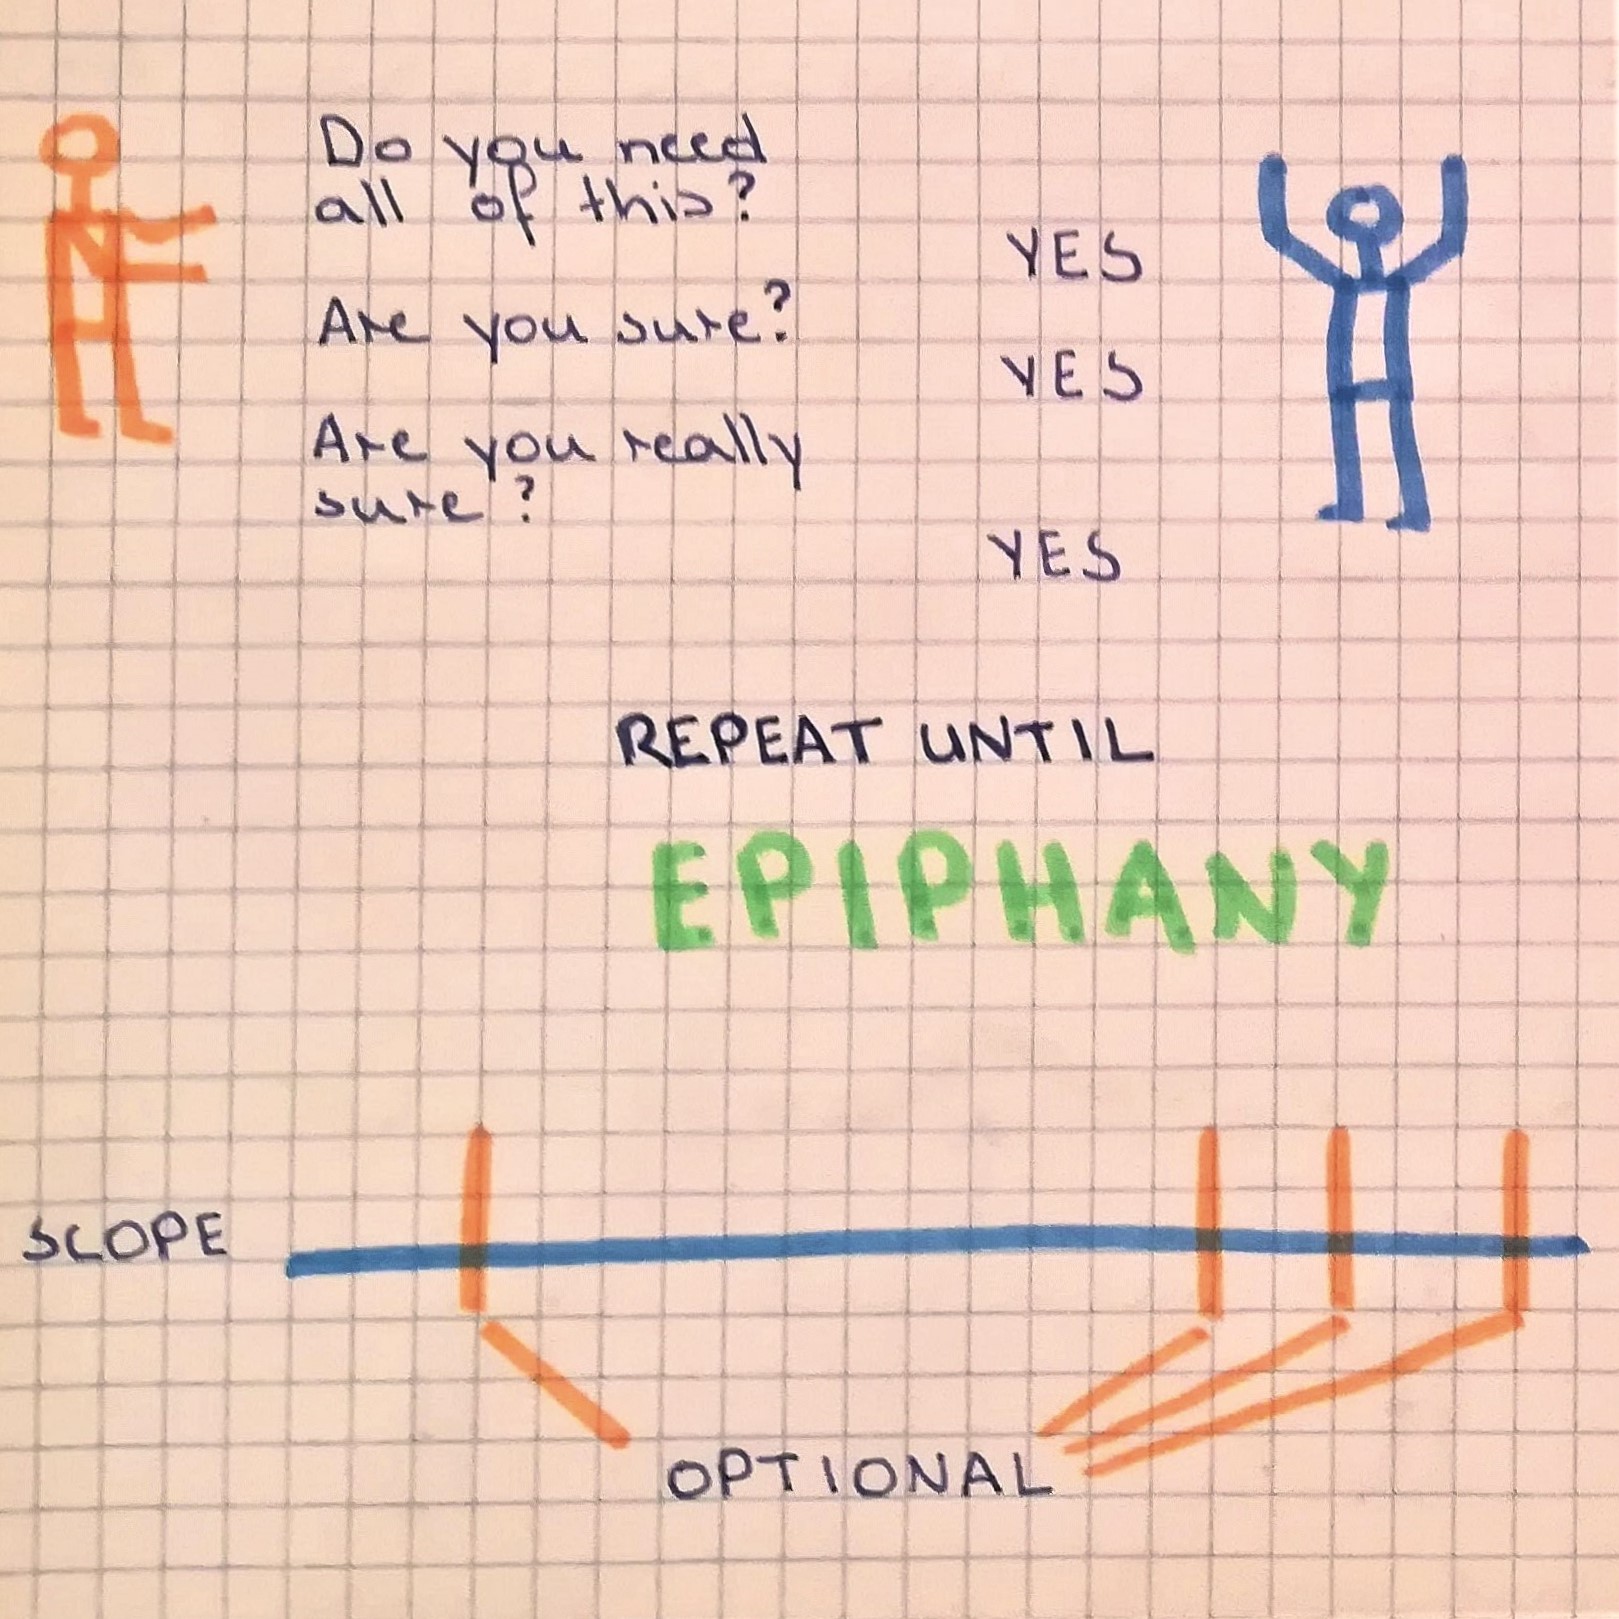 Do you need
all of this?
YES
Are you sure?
YES
Are you really
sure?
YES
REPEAT UNTIL
EPIPHANY
SCOPE
OPTIONAL